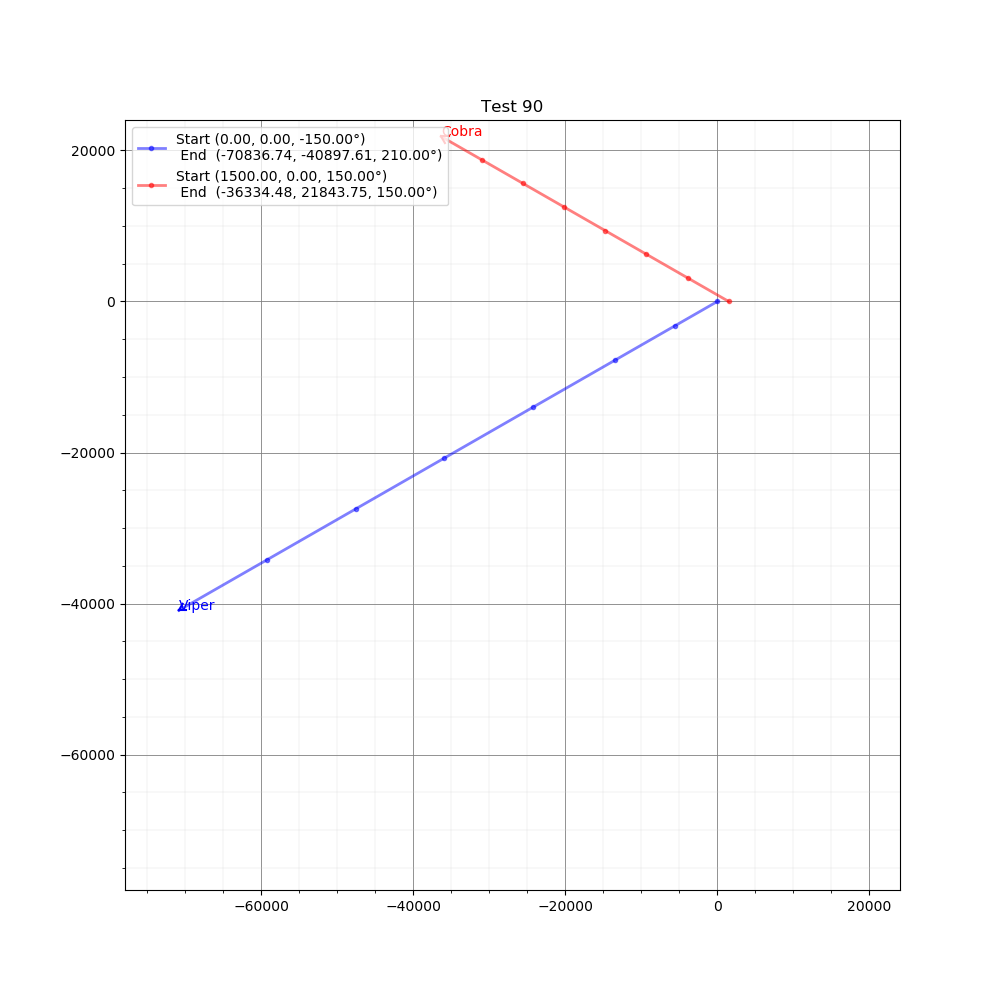 Test 90
Start (0.00, 0.00, -150.00°)
End  (-70836.74, -40897.61, 210.00°)
Start (1500.00, 0.00, 150.00°)
End  (-36334.48, 21843.75, 150.00°)
Cobra
Viper
20000
0
−20000
−40000
−60000
−60000
−40000
−20000
0
20000